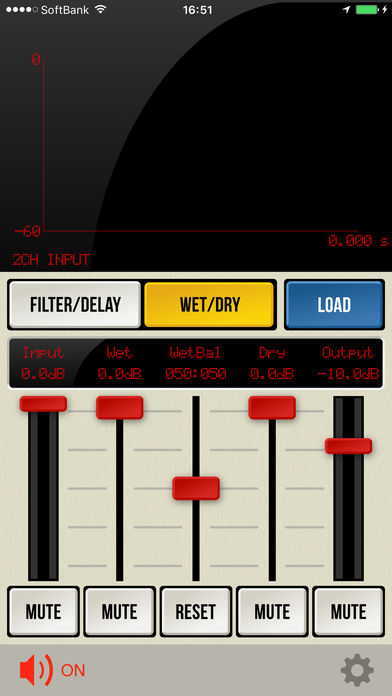 SoftBank 16:51
0
-60
0.000 s
2CH INPUT
FILTER/DELAY WET/DRY LOAD
Input Wet WetBal Dry Output
0.0dB 0.0dB 050:050 0.0dB -10.0dB
MUTE MUTE RESET MUTE MUTE
ON